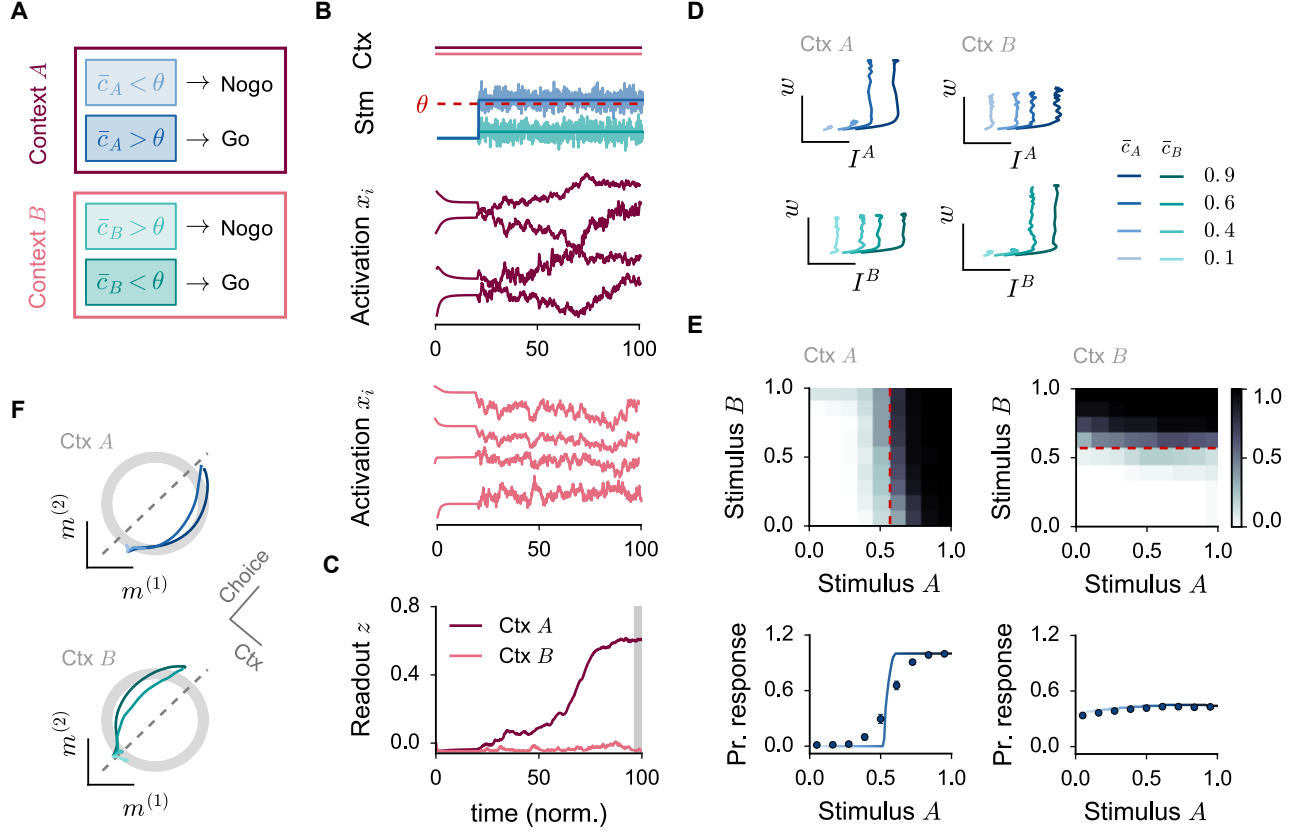 A
Context A
c̄_A < θ → Nogo
c̄_A > θ → Go
Context B
c̄_B > θ → Nogo
c̄_B < θ → Go
B
Ctx
Stm
θ
Activation x_i
0 50 100
Activation x_i
0 50 100
C
Readout z
0.8
0.4
0.0
Ctx A
Ctx B
0 50 100
time (norm.)
D
Ctx A
Ctx B
w
I^A
w
I^A
w
I^B
w
I^B
c̄_A c̄_B
0.9
0.6
0.4
0.1
E
Ctx A
Ctx B
Stimulus B
1.0
0.5
0.0
0.0 0.5 1.0
Stimulus A
Stimulus B
1.0
0.5
0.0
0.0 0.5 1.0
Stimulus A
1.0
0.5
0.0
Pr. response
1.2
0.6
0.0
0.0 0.5 1.0
Stimulus A
Pr. response
1.2
0.6
0.0
0.0 0.5 1.0
Stimulus A
F
Ctx A
m^(2)
m^(1)
Choice
Ctx
Ctx B
m^(2)
m^(1)